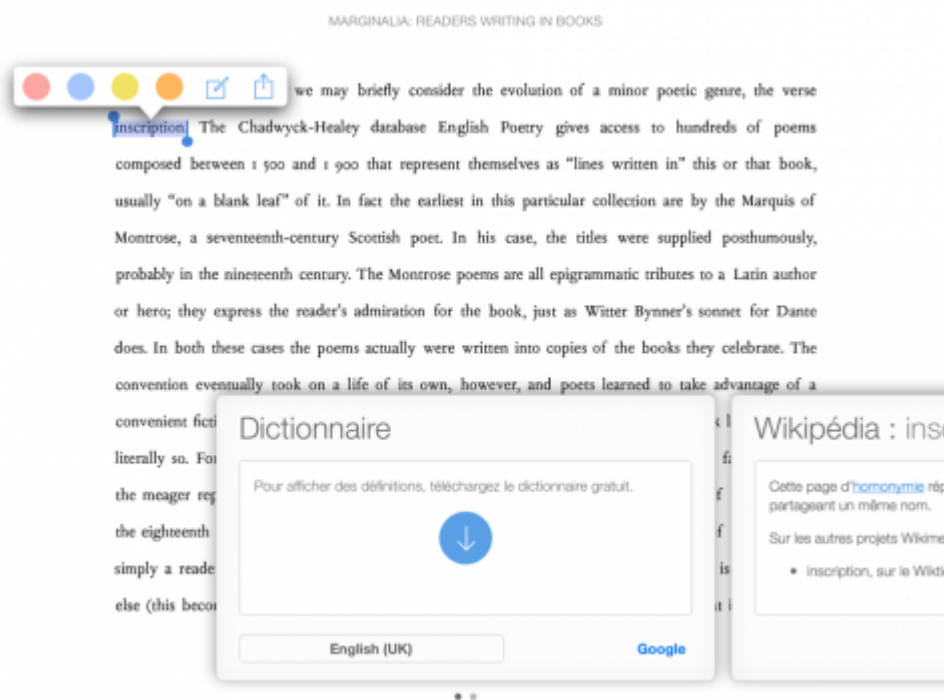 MARGINALIA: READERS WRITING IN BOOKS
we may briefly consider the evolution of a minor poetic genre, the verse
inscription The Chadwyck-Healey database English Poetry gives access to hundreds of poems
composed between 1 500 and 1 900 that represent themselves as “lines written in” this or that book,
usually “on a blank leaf” of it. In fact the earliest in this particular collection are by the Marquis of
Montrose, a seventeenth-century Scottish poet. In his case, the titles were supplied posthumously,
probably in the nineteenth century. The Montrose poems are all epigrammatic tributes to a Latin author
or hero; they express the reader’s admiration for the book, just as Witter Bynner’s sonnet for Dante
does. In both these cases the poems actually were written into copies of the books they celebrate. The
convention eventually took on a life of its own, however, and poets learned to take advantage of a
convenient
literally so.
the meager
the eighteenth
simply a
else (this
Dictionnaire
Pour afficher des définitions, téléchargez le dictionnaire gratuit.
English (UK)
Google
Wikipédia :
Cette page d'homonymie
partageant un même nom.
Sur les autres projets
• inscription, sur le